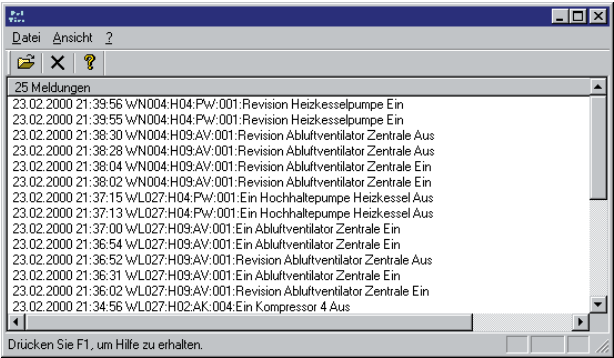 Datei Ansicht ?
25 Meldungen
23.02.2000 21:39:56 WN004:H04:PW:001:Revision Heizkesselpumpe Ein
23.02.2000 21:39:55 WN004:H04:PW:001:Revision Heizkesselpumpe Ein
23.02.2000 21:38:30 WN004:H09:AV:001:Revision Abluftventilator Zentrale Aus
23.02.2000 21:38:28 WN004:H09:AV:001:Revision Abluftventilator Zentrale Aus
23.02.2000 21:38:04 WN004:H09:AV:001:Revision Abluftventilator Zentrale Ein
23.02.2000 21:38:02 WN004:H09:AV:001:Revision Abluftventilator Zentrale Ein
23.02.2000 21:37:15 WL027:H04:PW:001:Ein Hochhaltepumpe Heizkessel Aus
23.02.2000 21:37:13 WL027:H04:PW:001:Ein Hochhaltepumpe Heizkessel Aus
23.02.2000 21:37:00 WL027:H09:AV:001:Ein Abluftventilator Zentrale Ein
23.02.2000 21:36:54 WL027:H09:AV:001:Ein Abluftventilator Zentrale Ein
23.02.2000 21:36:52 WL027:H09:AV:001:Revision Abluftventilator Zentrale Aus
23.02.2000 21:36:31 WL027:H09:AV:001:Ein Abluftventilator Zentrale Ein
23.02.2000 21:36:02 WL027:H09:AV:001:Revision Abluftventilator Zentrale Ein
23.02.2000 21:34:56 WL027:H02:AK:004:Ein Kompressor 4 Aus
Drücken Sie F1, um Hilfe zu erhalten.